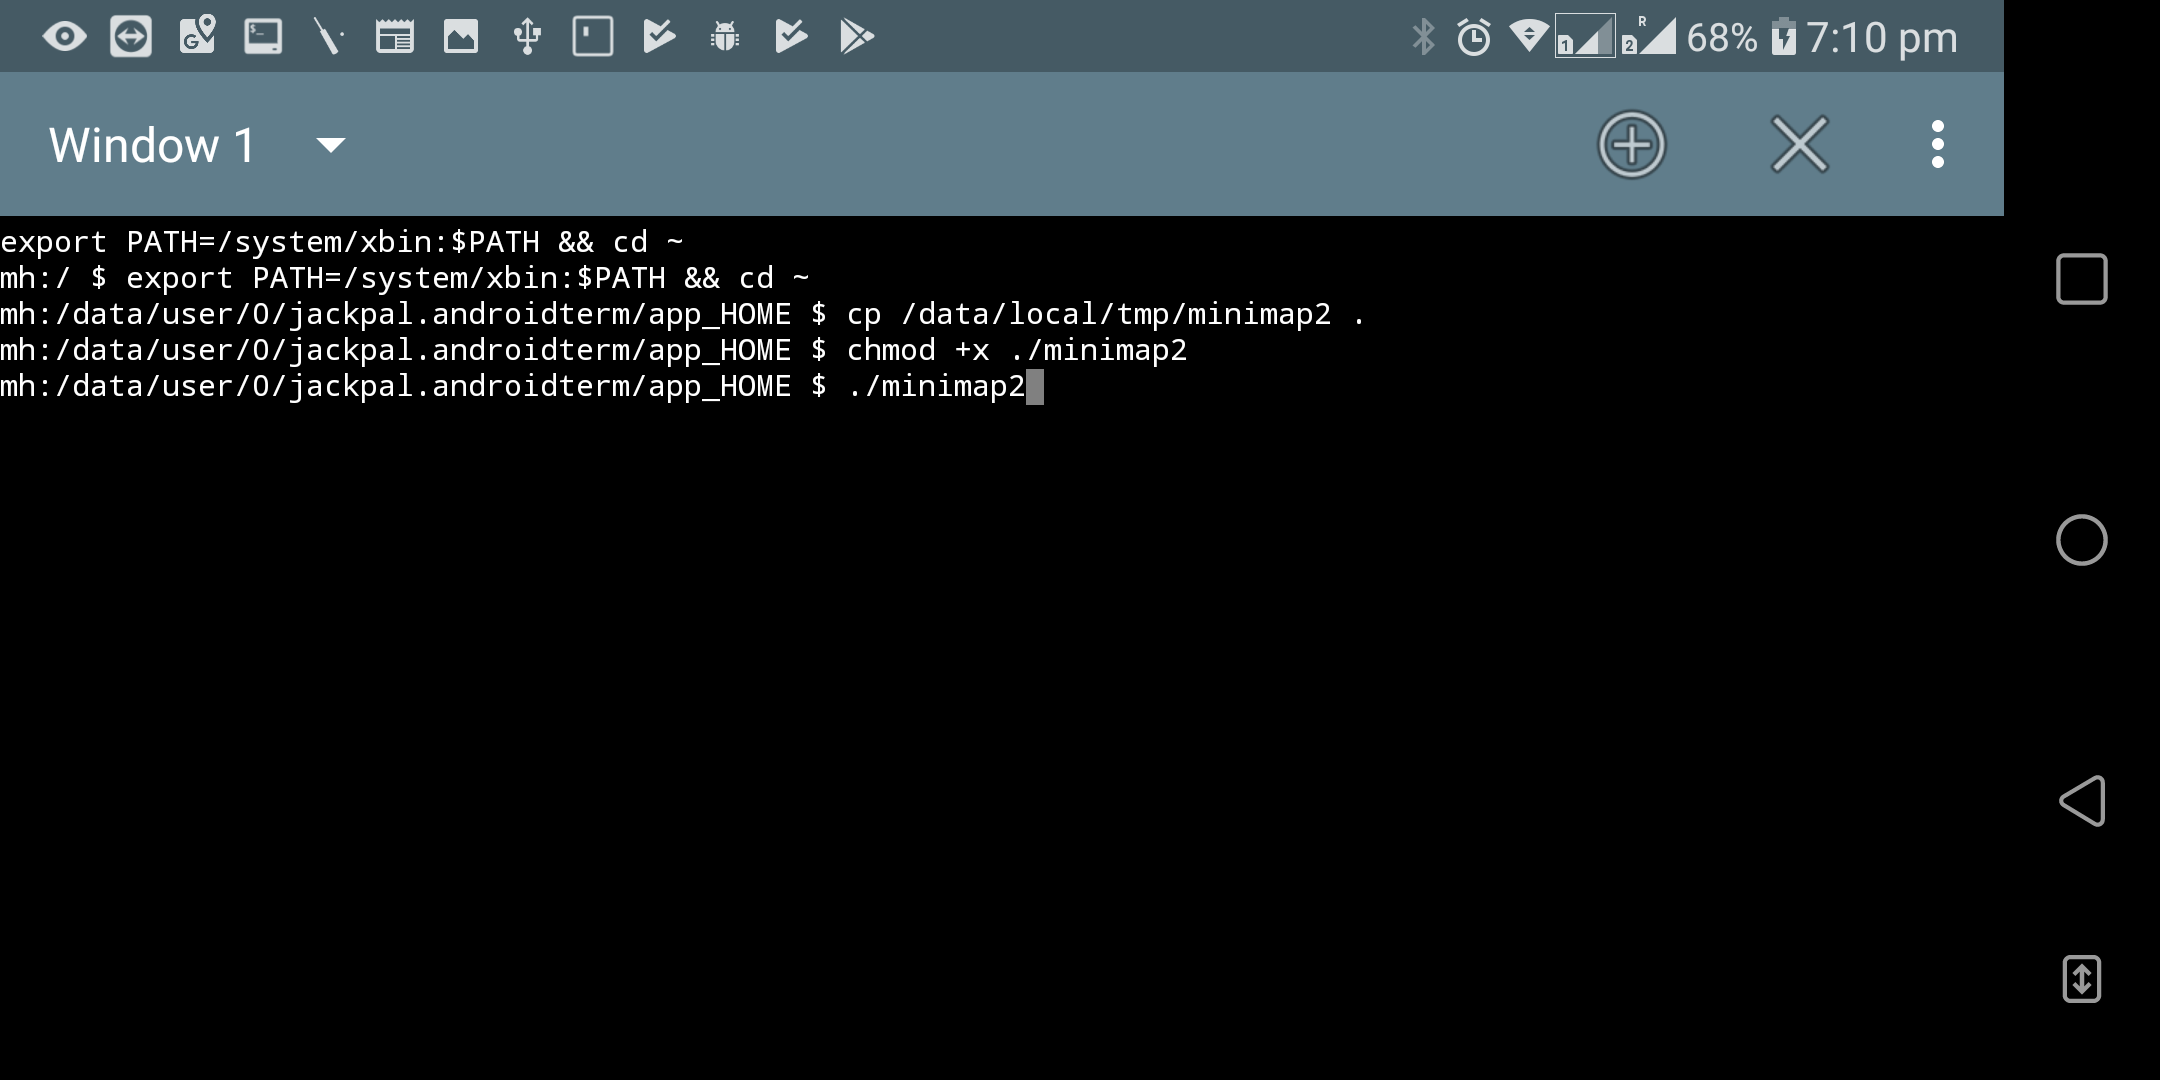 68% 7:10 pm
Window 1
export PATH=/system/xbin:$PATH && cd ~
mh:/ $ export PATH=/system/xbin:$PATH && cd ~
mh:/data/user/0/jackpal.androidterm/app_HOME $ cp /data/local/tmp/minimap2 .
mh:/data/user/0/jackpal.androidterm/app_HOME $ chmod +x ./minimap2
mh:/data/user/0/jackpal.androidterm/app_HOME $ ./minimap2